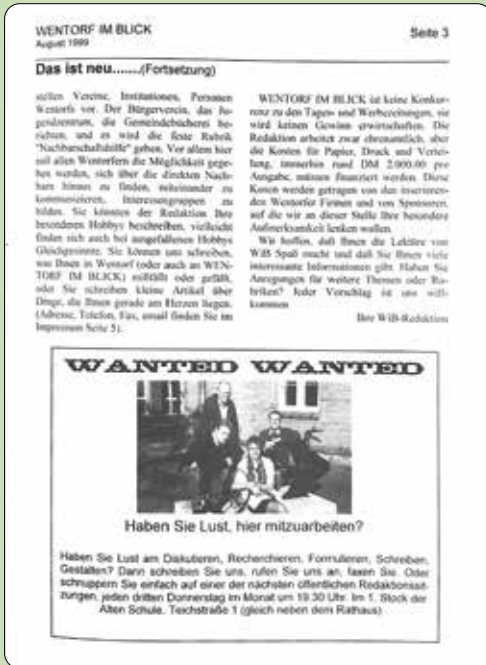 WENTORF IM BLICK
August 1999
Seite 3
Das ist neu.......(Fortsetzung)
stellen Vereine, Institutionen, Personen
Wentorfs vor. Der Bürgerverein, das Ju-
gendzentrum, die Gemeindebücherei be-
richten, und es wird die feste Rubrik
"Nachbarschaftshilfe" geben. Vor allem hier
soll allen Wentorfern die Möglichkeit gege-
ben werden, sich über die direkten Nach-
barn hinaus zu finden, miteinander zu
kommunizieren, Interessengruppen zu
bilden. Sie könnten der Redaktion Ihre
besonderen Hobbys beschreiben, vielleicht
finden sich auch bei ausgefallenen Hobbys
Gleichgesinnte. Sie können uns schreiben,
was Ihnen in Wentorf (oder auch an WEN-
TORF IM BLICK) mißfällt oder gefällt,
oder Sie schreiben kleine Artikel über
Dinge, die Ihnen gerade am Herzen liegen.
(Adresse, Telefon, Fax, email finden Sie im
Impressum Seite 5).
WENTORF IM BLICK ist keine Konkur-
renz zu den Tages- und Werbezeitungen, sie
wird keinen Gewinn erwirtschaften. Die
Redaktion arbeitet zwar ehrenamtlich, aber
die Kosten für Papier, Druck und Vertei-
lung, immerhin rund DM 2.000,00 pro
Ausgabe, müssen finanziert werden. Diese
Kosten werden getragen von den inserieren-
den Wentorfer Firmen und von Sponsoren,
auf die wir an dieser Stelle Ihre besondere
Aufmerksamkeit lenken wollen.
Wir hoffen, daß Ihnen die Lektüre von
WiB Spaß macht und daß Sie Ihnen viele
interessante Informationen gibt. Haben Sie
Anregungen für weitere Themen oder Ru-
briken? Jeder Vorschlag ist uns will-
kommen.
Ihre WiB-Redaktion
WANTED WANTED
Haben Sie Lust, hier mitzuarbeiten?
Haben Sie Lust am Diskutieren, Recherchieren, Formulieren, Schreiben,
Gestalten? Dann schreiben Sie uns, rufen Sie uns an, faxen Sie. Oder
schnuppern Sie einfach auf einer der nächsten öffentlichen Redaktionssit-
zungen, jeden dritten Donnerstag im Monat um 19.30 Uhr. Im 1. Stock der
Alten Schule, Teichstraße 1 (gleich neben dem Rathaus)